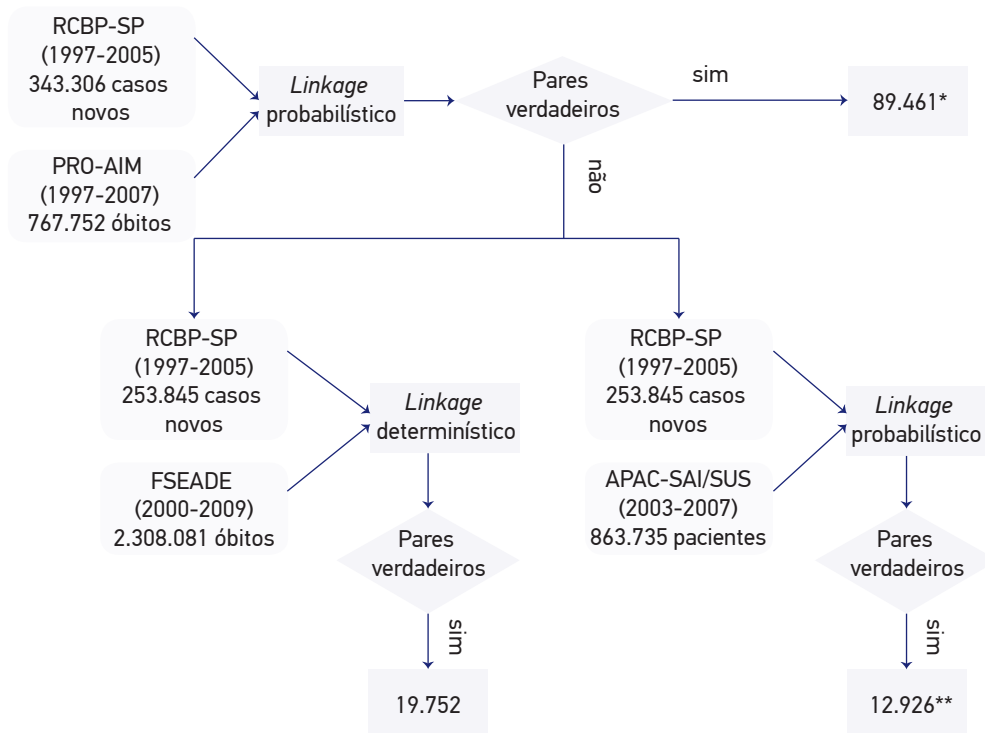 RCBP-SP
(1997-2005)
343.306 casos
novos
Linkage
probabilístico
Pares
verdadeiros
sim
89.461*
PRO-AIM
(1997-2007)
767.752 óbitos
não
RCBP-SP
(1997-2005)
253.845 casos
novos
Linkage
determinístico
FSEADE
(2000-2009)
2.308.081 óbitos
Pares
verdadeiros
sim
19.752
RCBP-SP
(1997-2005)
253.845 casos
novos
Linkage
probabilístico
APAC-SAI/SUS
(2003-2007)
863.735 pacientes
Pares
verdadeiros
sim
12.926**